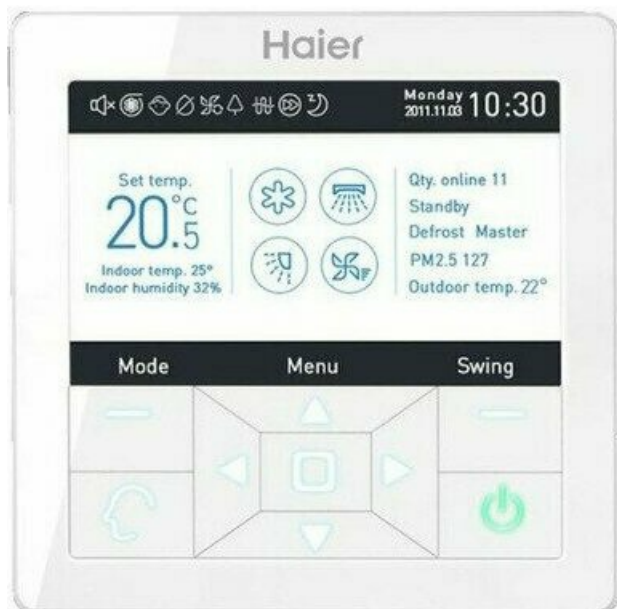 Haier
Monday
2011.11.03 10:30
Set temp.
20.5°C
Indoor temp. 25°
Indoor humidity 32%
Qty. online 11
Standby
Defrost Master
PM2.5 127
Outdoor temp. 22°
Mode Menu Swing